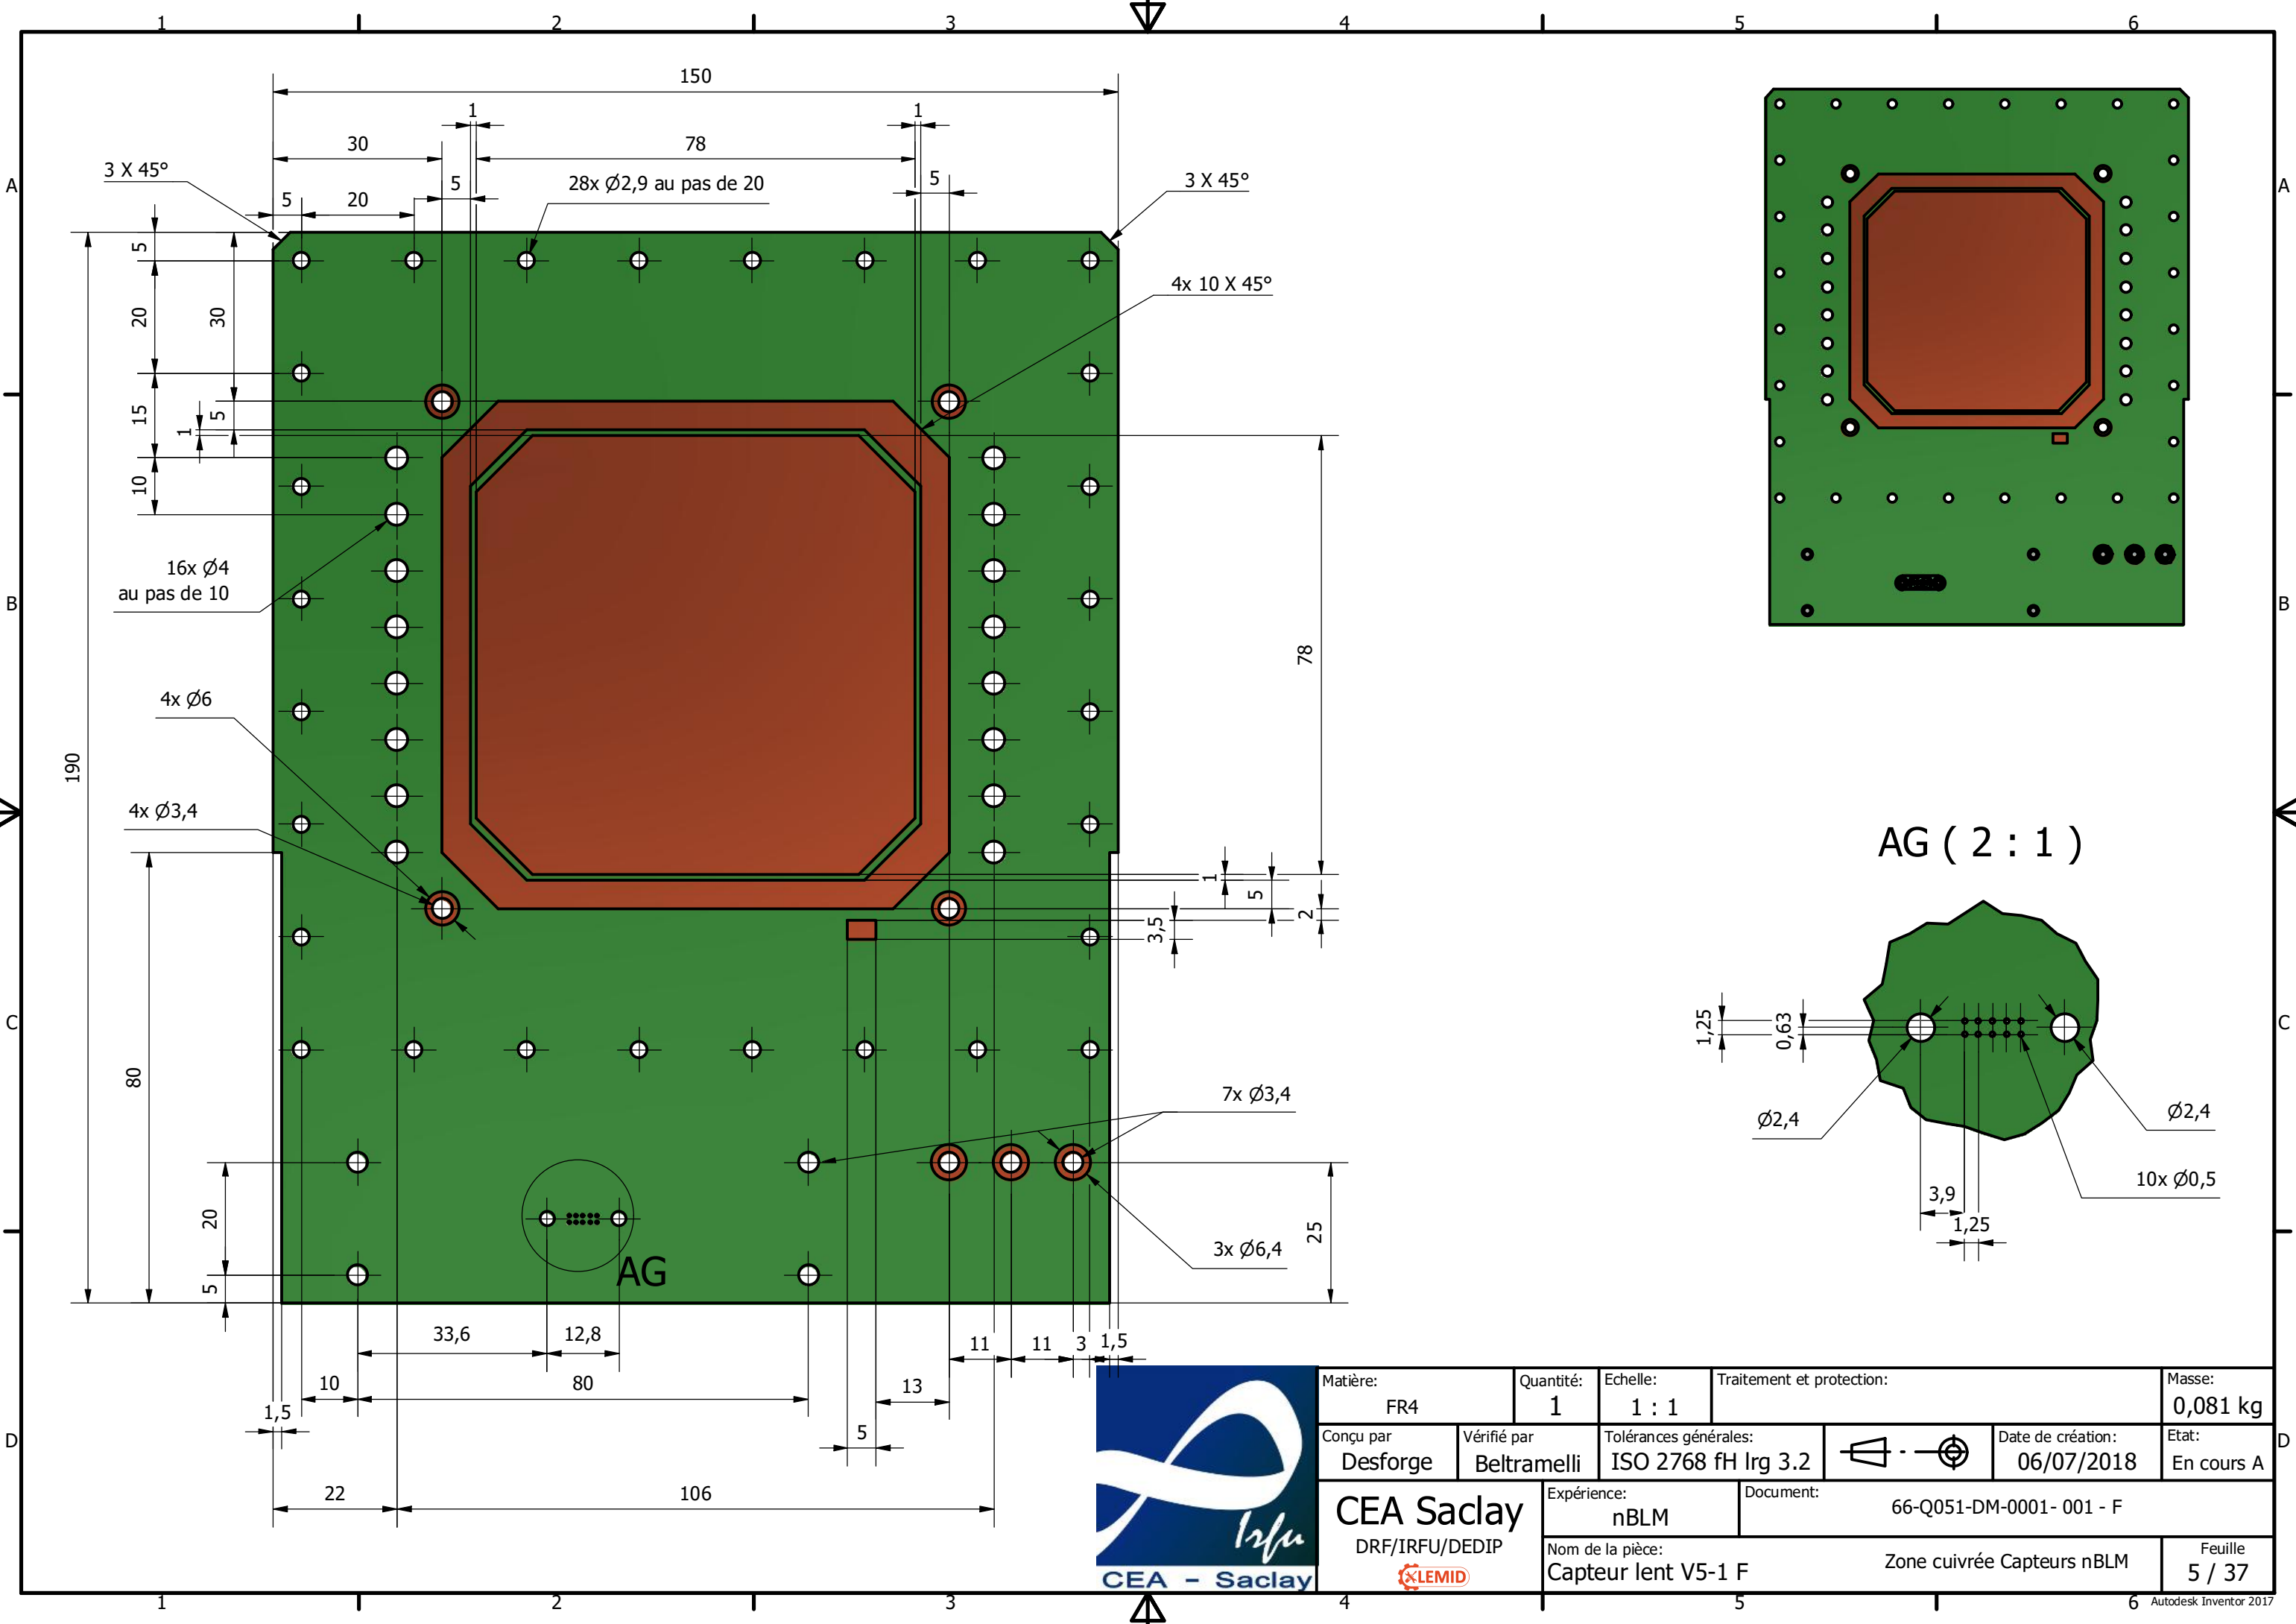 1 2 3 4 5 6
150
1 1
30 78
3 X 45° 5 28x Ø2,9 au pas de 20 5 3 X 45°
A A
5 20
5
4x 10 X 45°
20 30
15 5
1
10
16x Ø4
au pas de 10
B B
78
4x Ø6
190
4x Ø3,4
AG ( 2 : 1 )
1 5 2
3,5
C C
1,25 0,63
80
7x Ø3,4
Ø2,4 Ø2,4
10x Ø0,5
3,9
1,25
20 25
3x Ø6,4
AG
5
33,6 12,8 11 11 3 1,5
10 80 13
1,5
5
D D
22 106
Irfu
CEA - Saclay
Matière: Quantité: Echelle: Traitement et protection: Masse:
FR4 1 1 : 1 0,081 kg
Conçu par Vérifié par Tolérances générales: Date de création: Etat:
Desforge Beltramelli ISO 2768 fH lrg 3.2 06/07/2018 En cours A
CEA Saclay
DRF/IRFU/DEDIP
LEMID
Expérience: Document:
nBLM 66-Q051-DM-0001- 001 - F
Nom de la pièce: Feuille
Capteur lent V5-1 F Zone cuivrée Capteurs nBLM 5 / 37
1 2 3 4 5 6 Autodesk Inventor 2017